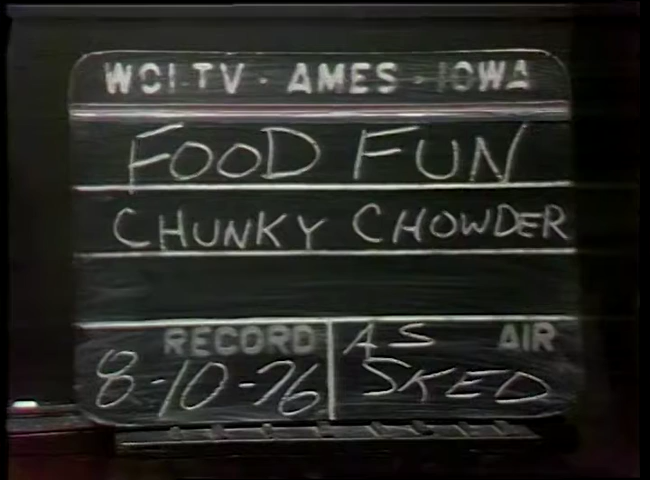 WOI-TV · AMES · IOWA
FOOD FUN
CHUNKY CHOWDER
RECORD
8-10-76
AS AIR
SKED